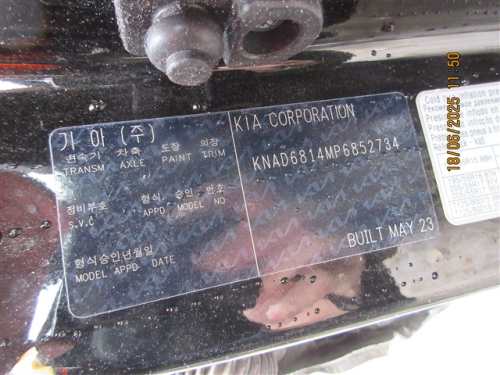 기아 (주)
변속기 차축 도장 외장
TRANSM AXLE PAINT TRIM
정비부호 형식 승인 번호
S.V.C APPD MODEL NO
형식승인년월일
MODEL APPD DATE
KIA CORPORATION
KNAD6814MP6852734
BUILT MAY 23
18/06/2025 11:50